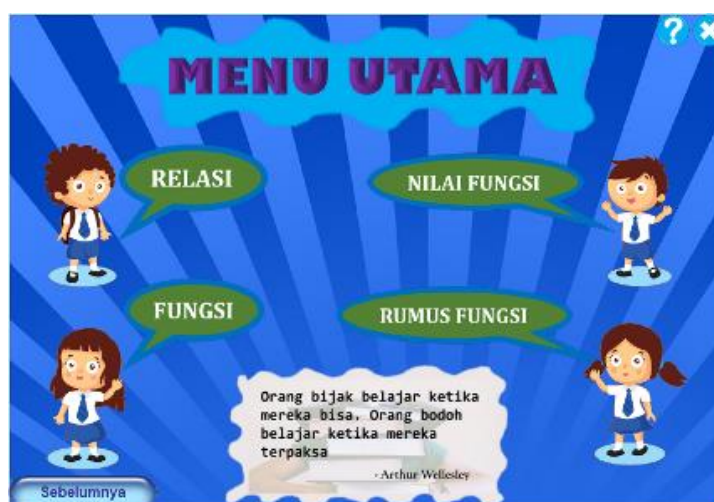 ?
MENU UTAMA
RELASI
NILAI FUNGSI
FUNGSI
RUMUS FUNGSI
Orang bijak belajar ketika
mereka bisa. Orang bodoh
belajar ketika mereka
terpaksa
- Arthur Wellesley
Sebelumnya